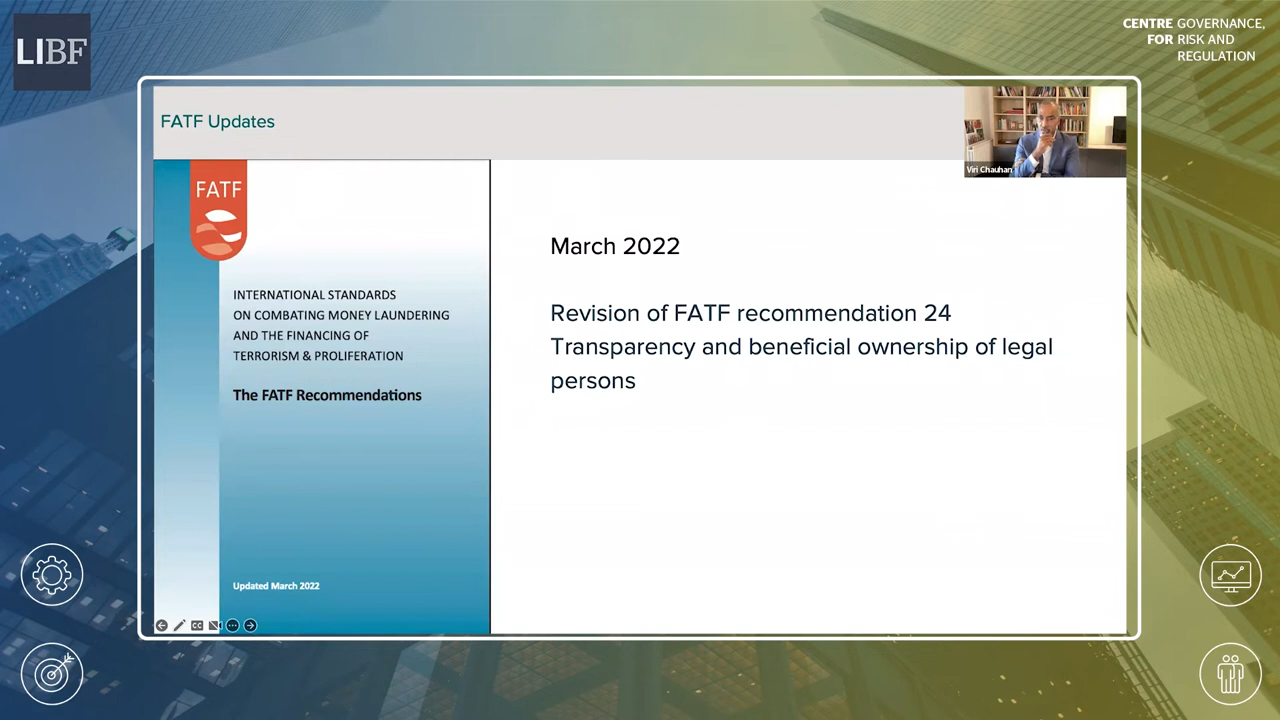 LIBF
CENTRE GOVERNANCE,
FOR RISK AND
REGULATION
FATF Updates
Viri Chauhan
FATF
INTERNATIONAL STANDARDS
ON COMBATING MONEY LAUNDERING
AND THE FINANCING OF
TERRORISM & PROLIFERATION
The FATF Recommendations
Updated March 2022
CC
March 2022
Revision of FATF recommendation 24
Transparency and beneficial ownership of legal
persons